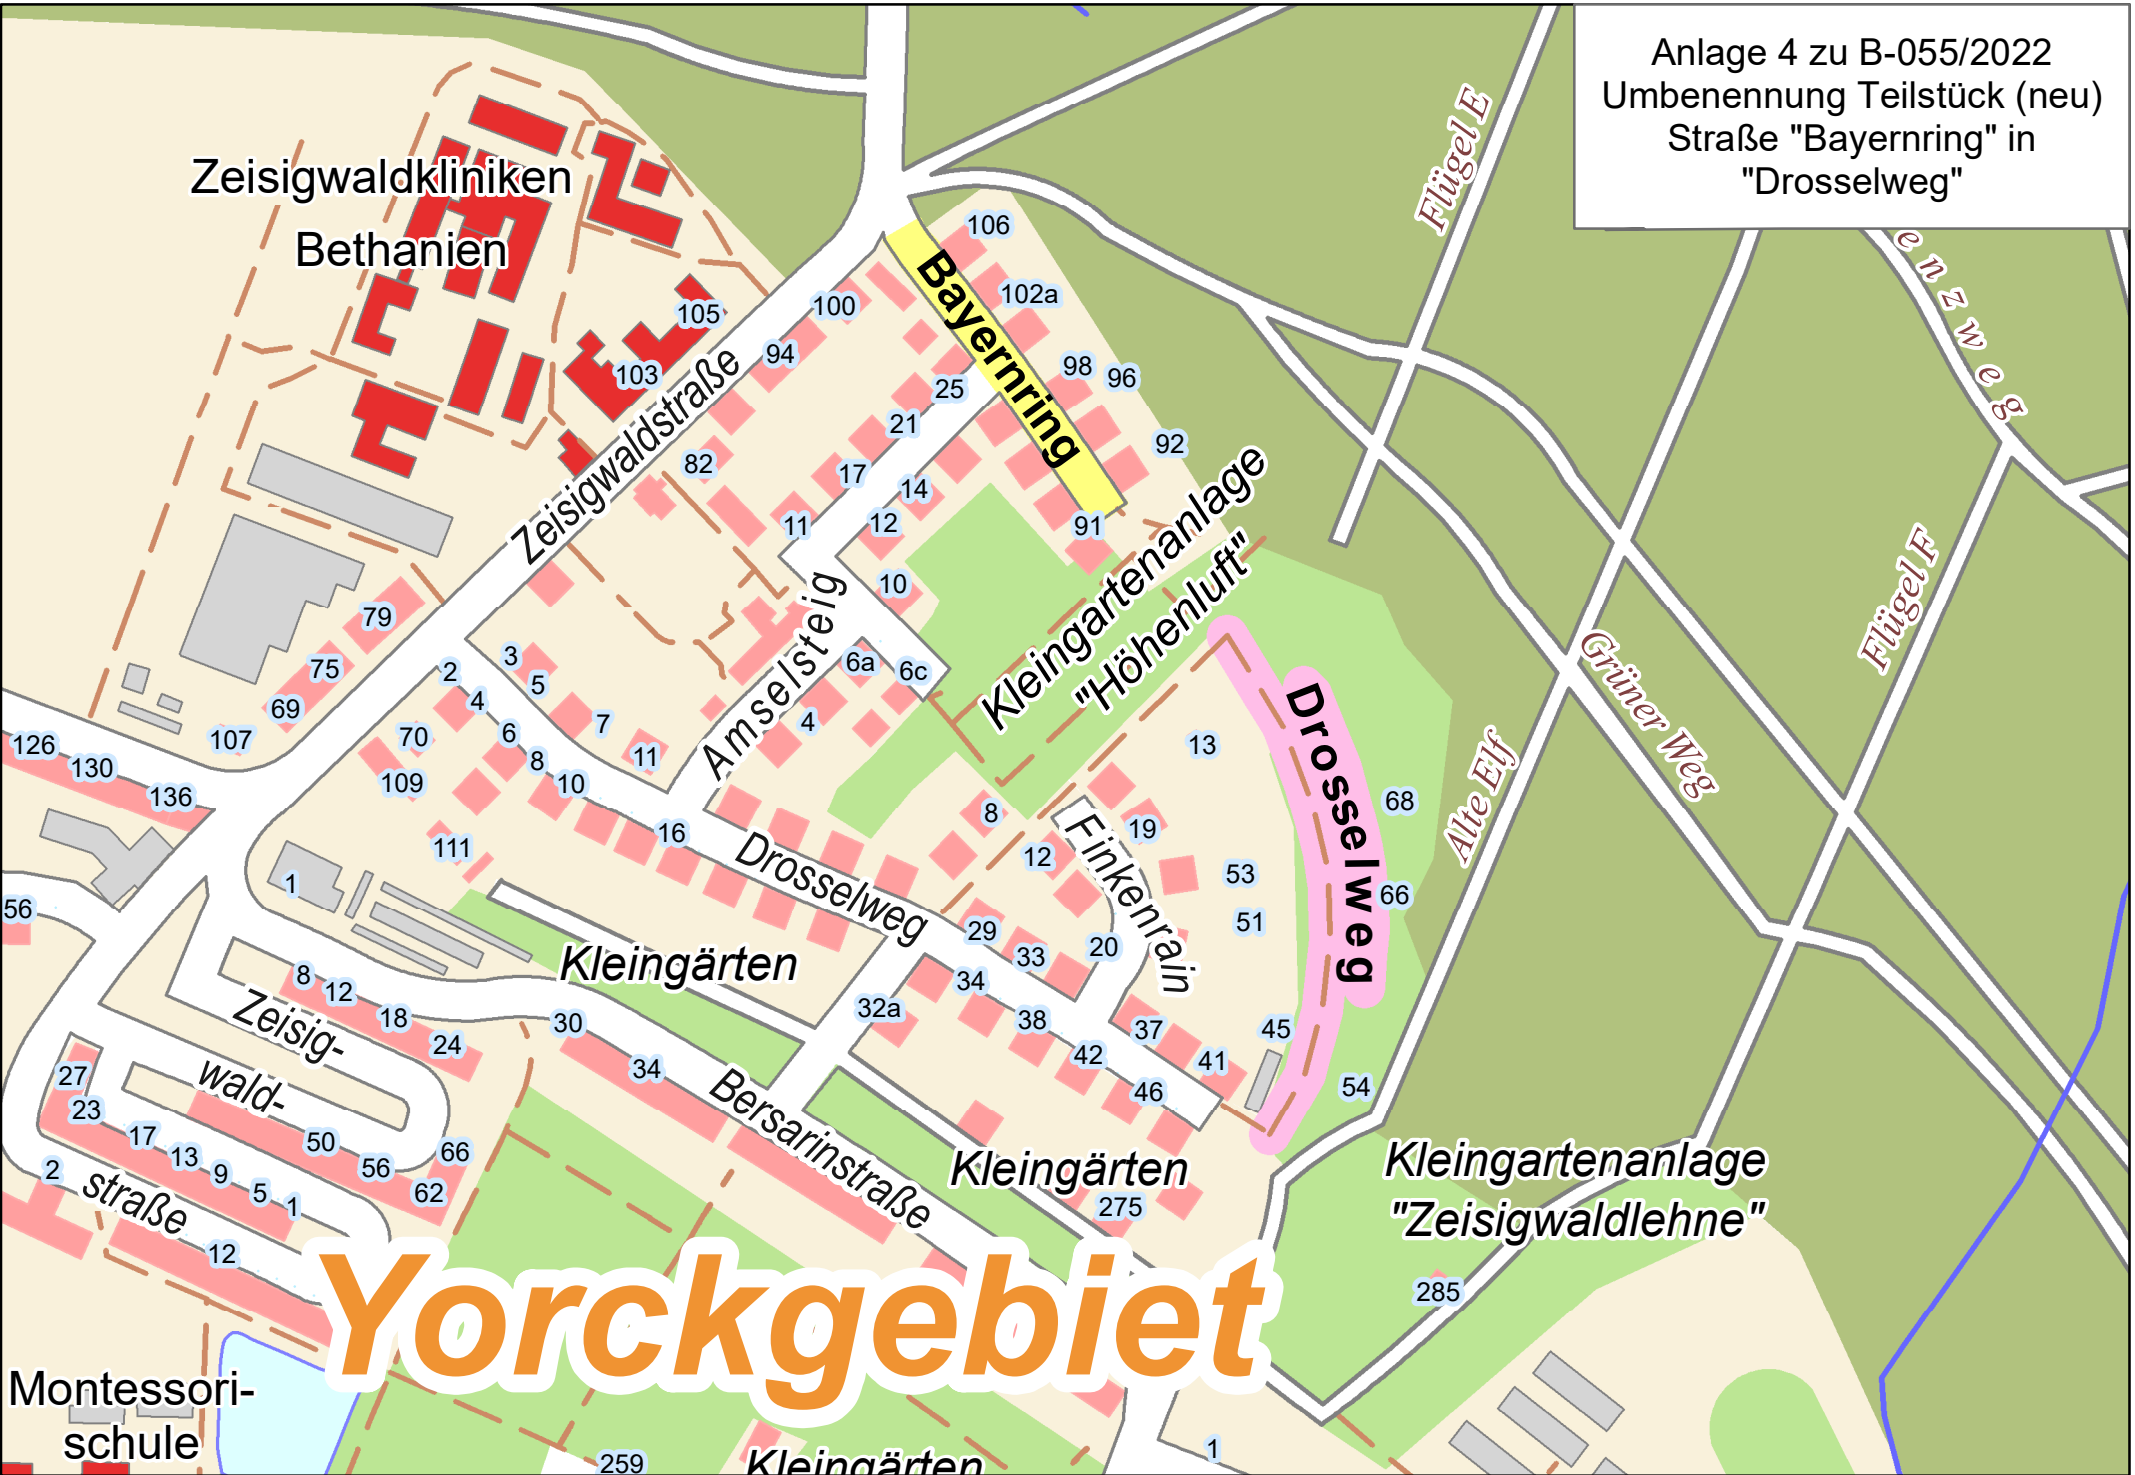 Anlage 4 zu B-055/2022
Umbenennung Teilstück (neu)
Straße "Bayernring" in
"Drosselweg"
Flügel E
enzweg
Zeisigwaldkliniken
Bethanien
106
102a
100
105
94
103
98
96
25
21
92
82
17
14
11
12
91
Bayernring
Zeisigwaldstraße
Kleingartenanlage
"Höhenluft"
10
79
75
69
107
2
4
3
5
6
7
8
10
11
6a
6c
4
Amselsteig
70
109
111
126
130
136
16
Drosselweg
13
Drosselweg
68
66
54
Flügel F
Grüner Weg
Alte Elf
8
12
19
Finkenrain
53
51
20
29
33
34
32a
38
37
42
41
45
46
56
1
Kleingärten
8
12
18
24
30
34
Zeisig-
wald-
straße
27
23
17
13
9
5
1
50
56
66
62
2
12
Bersarinstraße
Kleingärten
275
Kleingartenanlage
"Zeisigwaldlehne"
285
Yorckgebiet
Montessori-
schule
259
Kleingärten
1